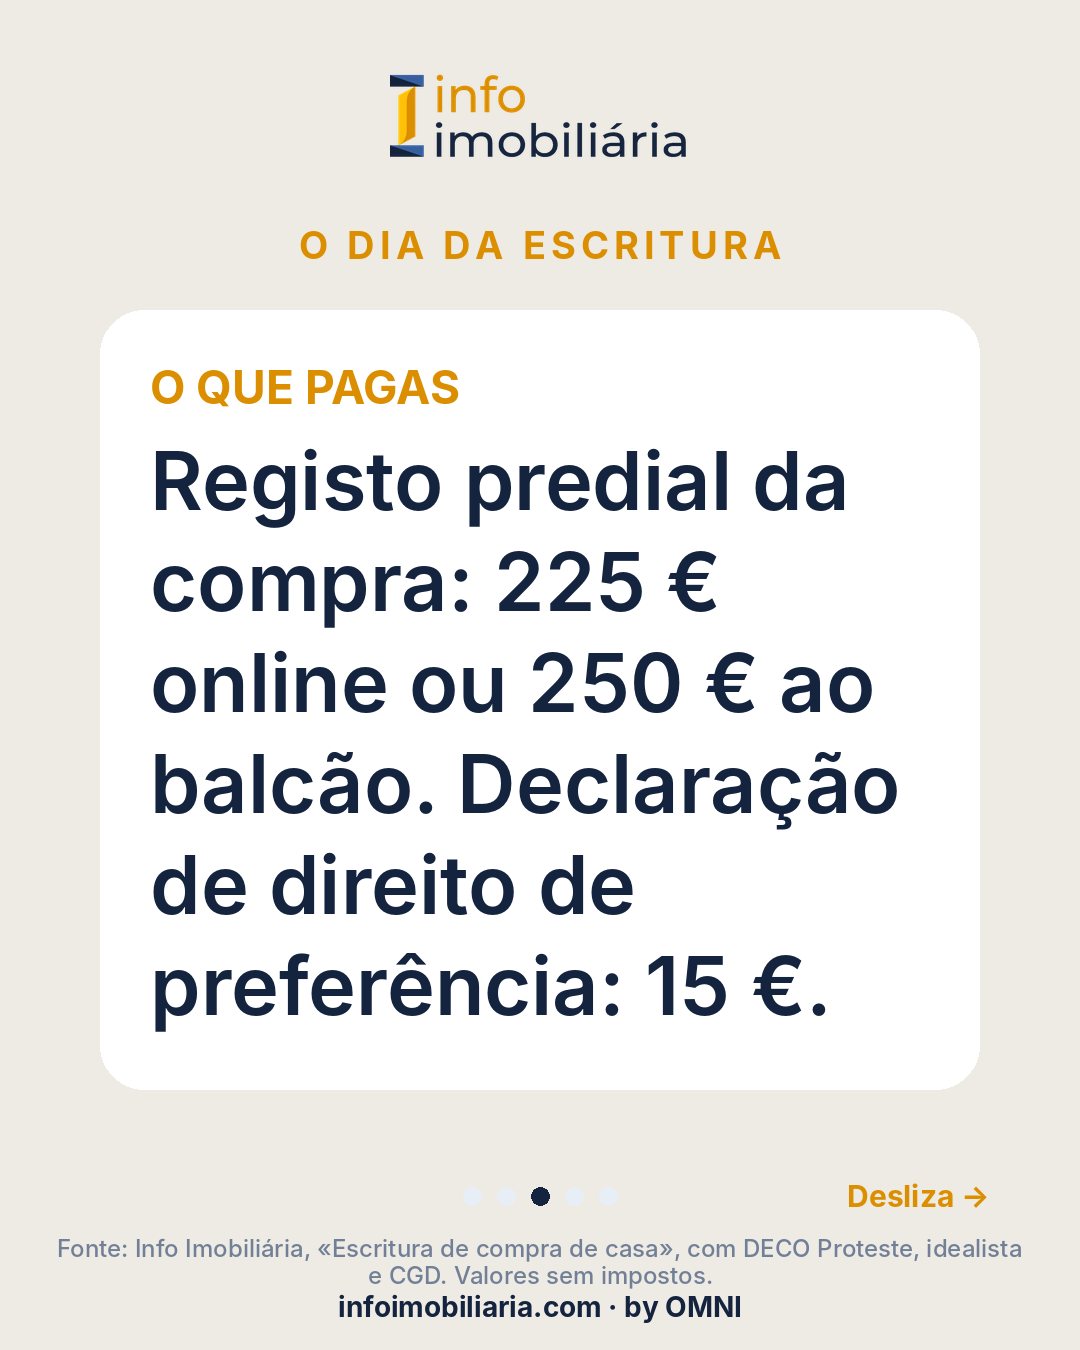 info
imobiliária
O DIA DA ESCRITURA
O QUE PAGAS
Registo predial da
compra: 225 €
online ou 250 € ao
balcão. Declaração
de direito de
preferência: 15 €.
Desliza →
Fonte: Info Imobiliária, «Escritura de compra de casa», com DECO Proteste, idealista
e CGD. Valores sem impostos.
infoimobiliaria.com · by OMNI